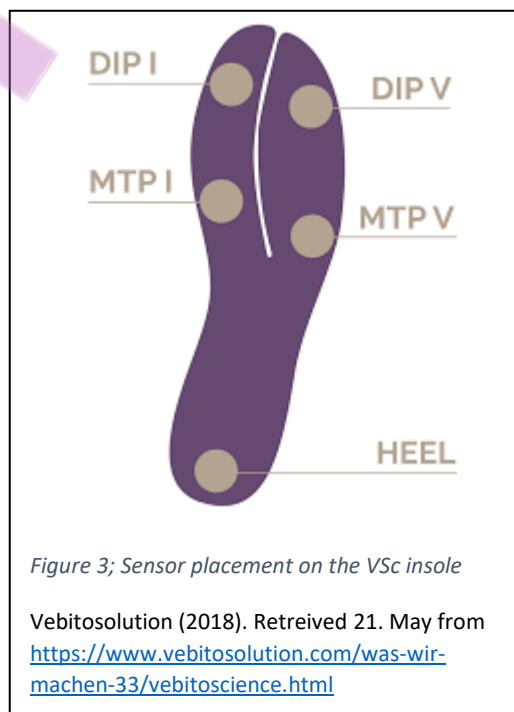 DIP I
DIP V
MTP I
MTP V
HEEL
Figure 3; Sensor placement on the VSc insole
Vebitosolution (2018). Retreived 21. May from
https://www.vebitosolution.com/was-wir-
machen-33/vebitoscience.html